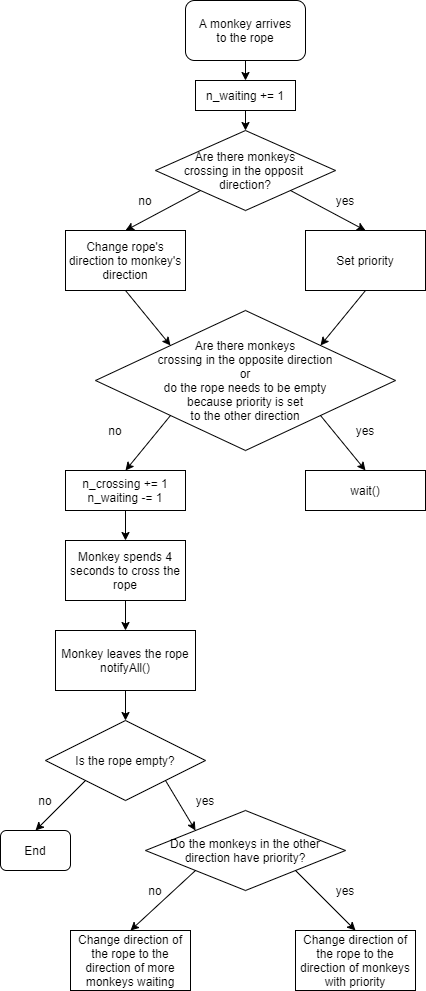 A monkey arrives
to the rope
n_waiting += 1
Are there monkeys
crossing in the opposit
direction?
no
yes
Change rope's
direction to monkey's
direction
Set priority
Are there monkeys
crossing in the opposite direction
or
do the rope needs to be empty
because priority is set
to the other direction
no
yes
n_crossing += 1
n_waiting -= 1
wait()
Monkey spends 4
seconds to cross the
rope
Monkey leaves the rope
notifyAll()
Is the rope empty?
no
yes
End
Do the monkeys in the other
direction have priority?
no
yes
Change direction of
the rope to the
direction of more
monkeys waiting
Change direction of
the rope to the
direction of monkeys
with priority